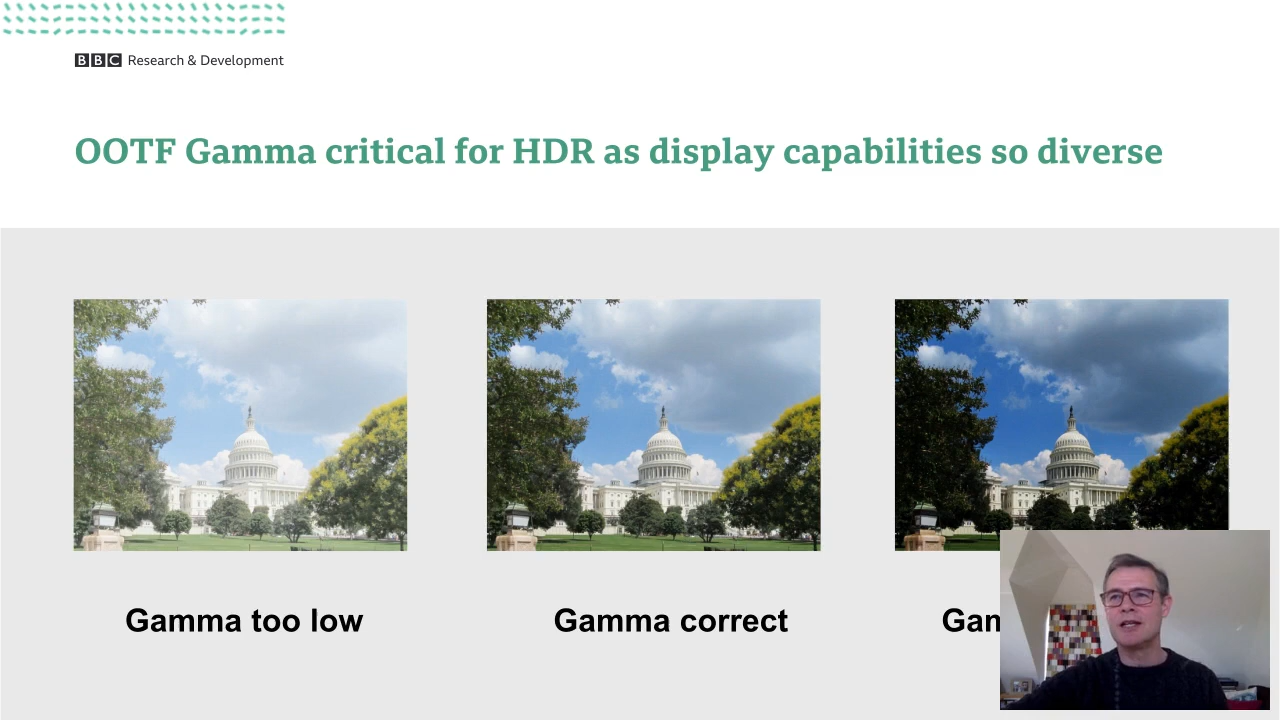 BBC Research & Development
OOTF Gamma critical for HDR as display capabilities so diverse
Gamma too low
Gamma correct